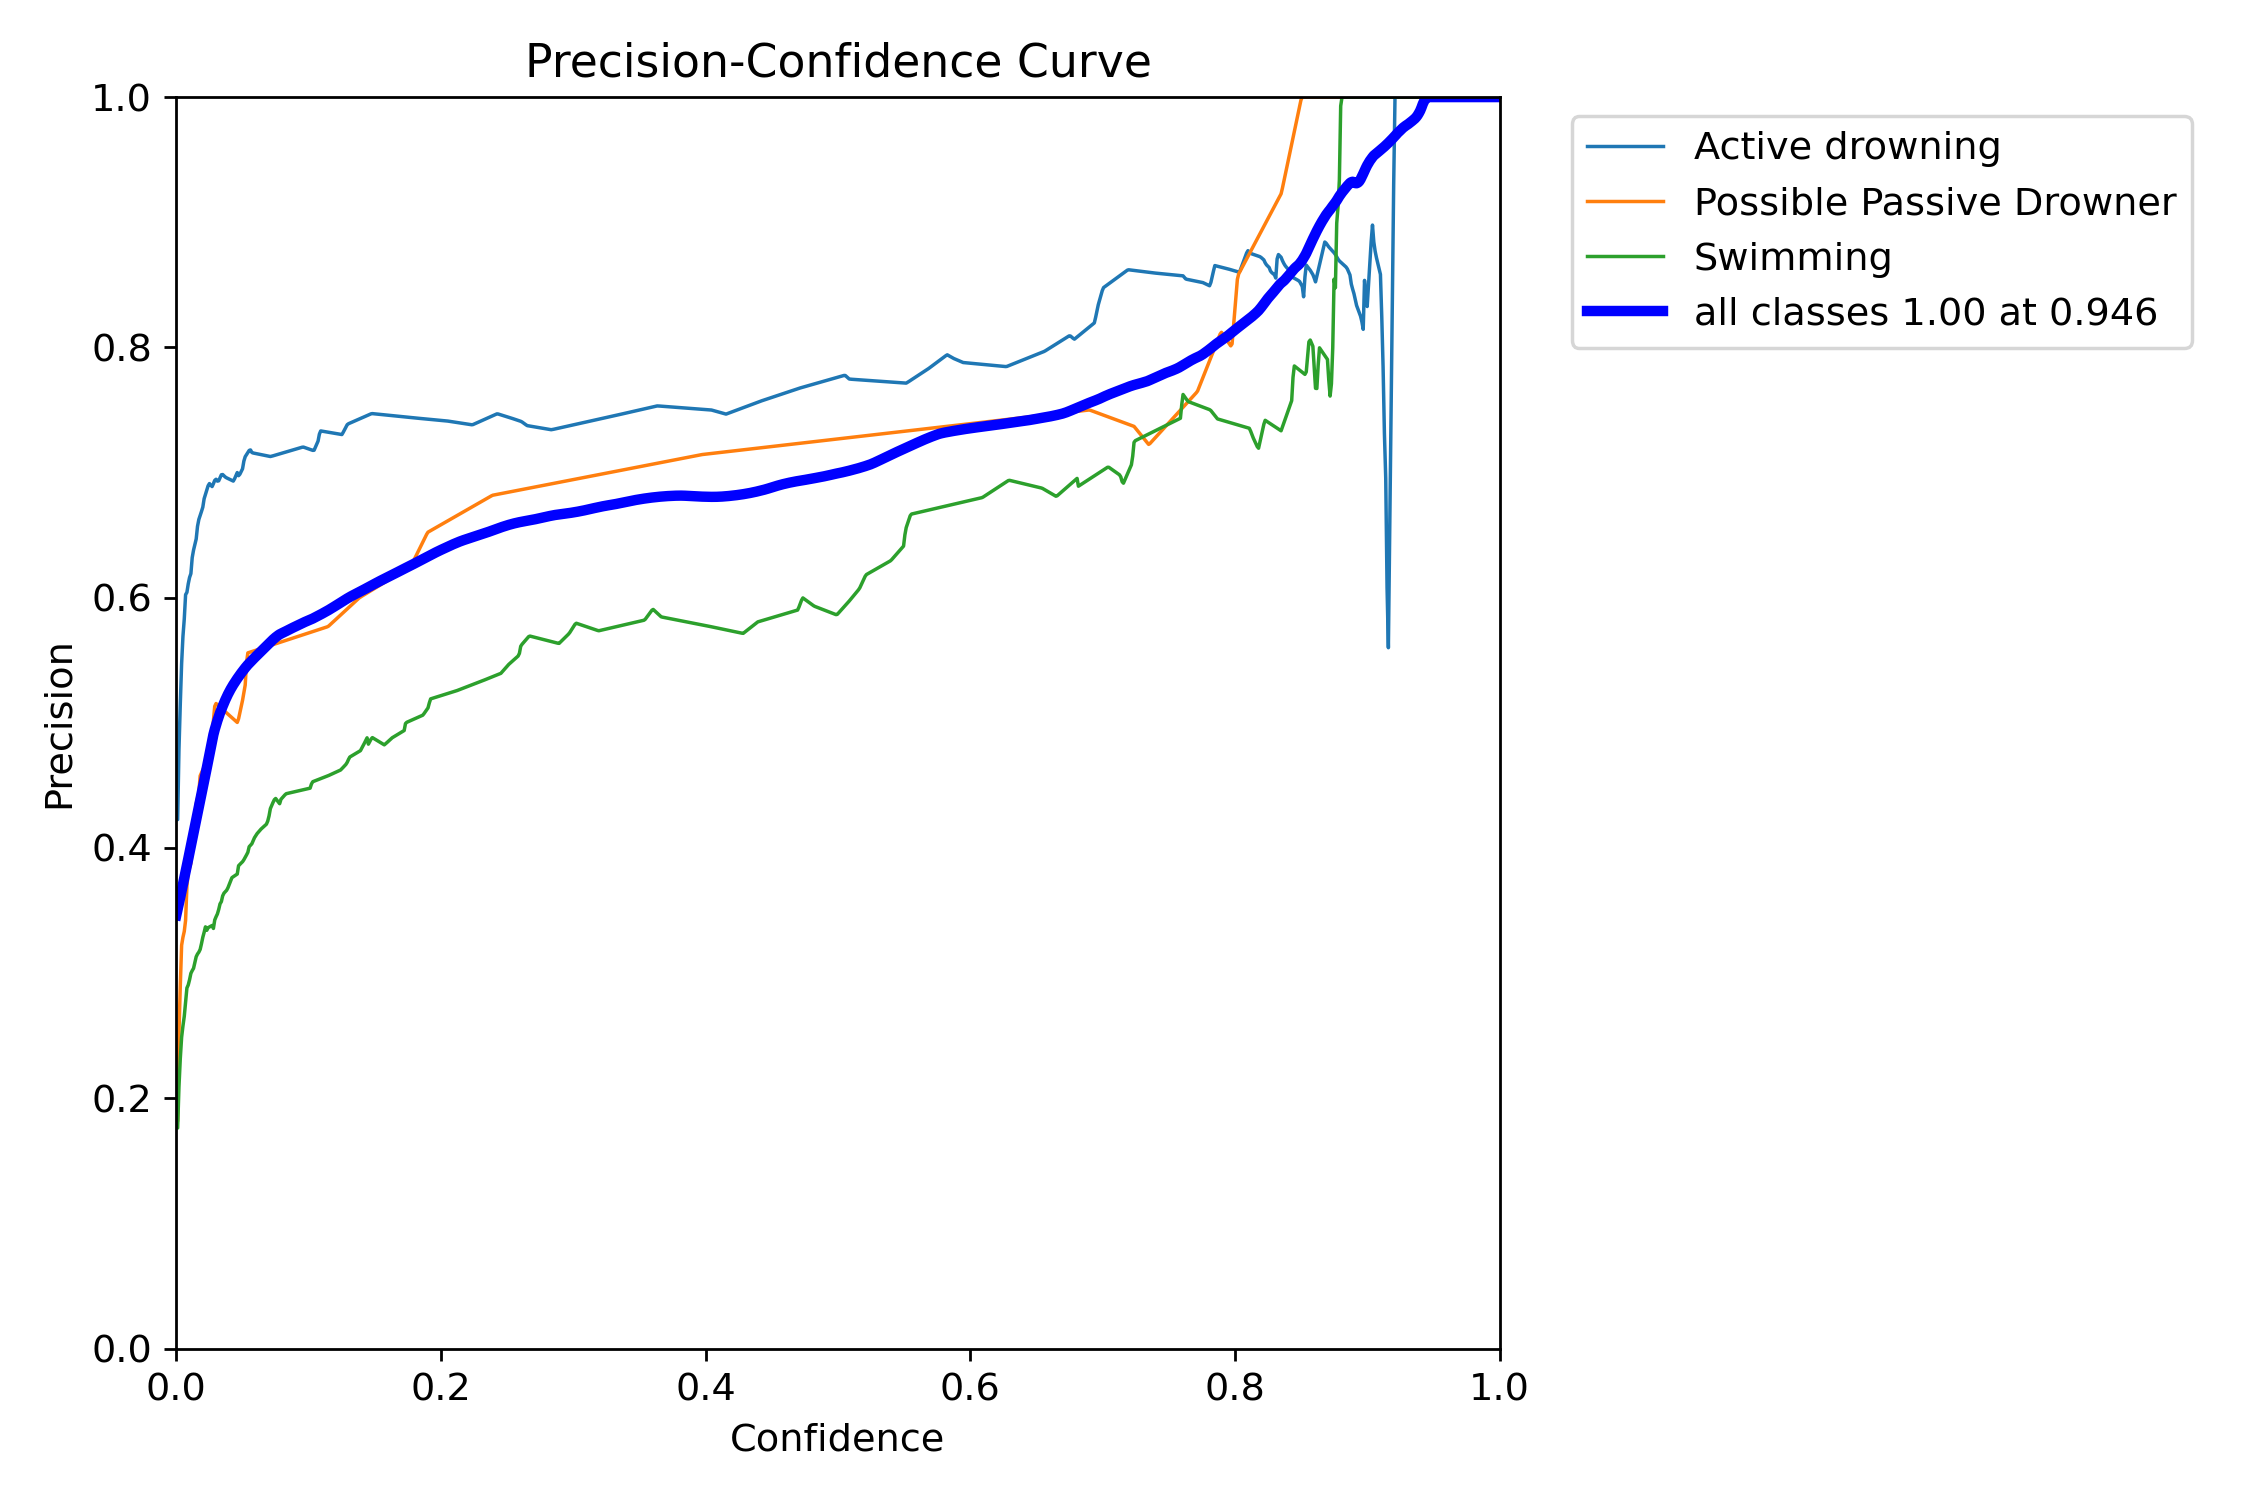 Precision-Confidence Curve
1.0
0.8
0.6
0.4
0.2
0.0
Precision
0.0 0.2 0.4 0.6 0.8 1.0
Confidence
Active drowning
Possible Passive Drowner
Swimming
all classes 1.00 at 0.946